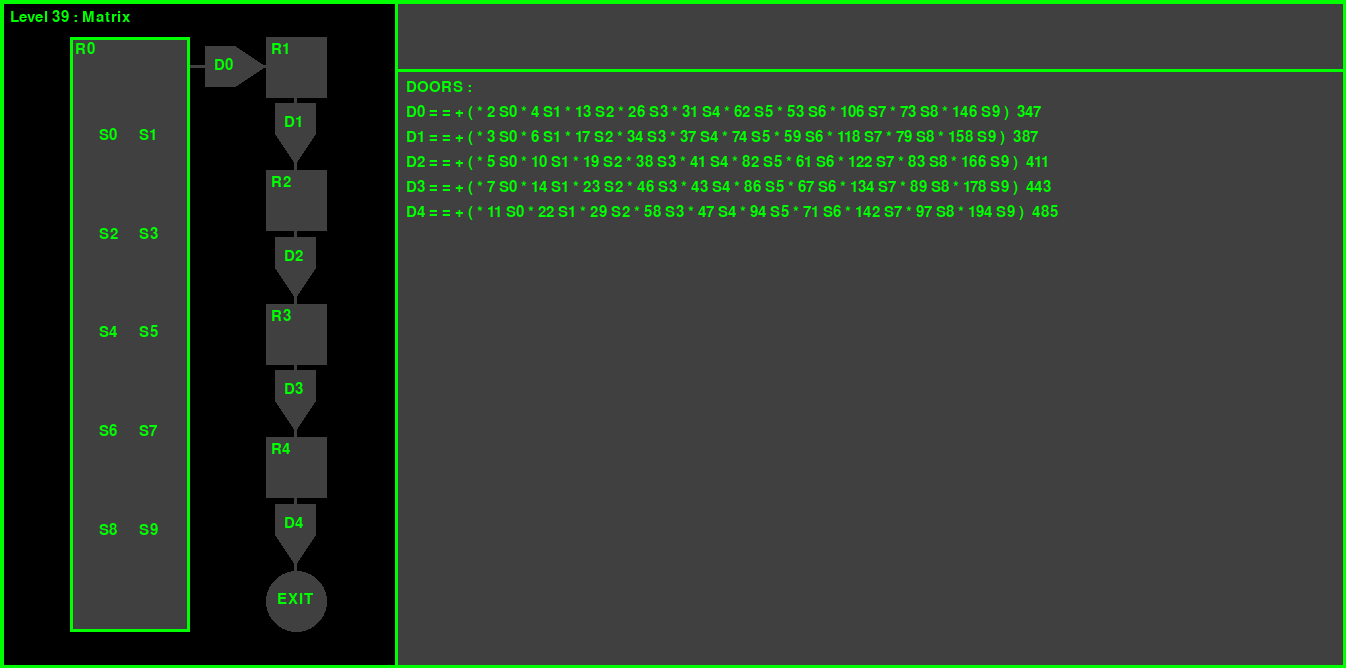 Level 39 : Matrix
R0
D0
R1
S0 S1
D1
R2
S2 S3
D2
R3
S4 S5
D3
S6 S7
R4
S8 S9
D4
EXIT
DOORS :
D0 = = + ( * 2 S0 * 4 S1 * 13 S2 * 26 S3 * 31 S4 * 62 S5 * 53 S6 * 106 S7 * 73 S8 * 146 S9 )  347
D1 = = + ( * 3 S0 * 6 S1 * 17 S2 * 34 S3 * 37 S4 * 74 S5 * 59 S6 * 118 S7 * 79 S8 * 158 S9 )  387
D2 = = + ( * 5 S0 * 10 S1 * 19 S2 * 38 S3 * 41 S4 * 82 S5 * 61 S6 * 122 S7 * 83 S8 * 166 S9 )  411
D3 = = + ( * 7 S0 * 14 S1 * 23 S2 * 46 S3 * 43 S4 * 86 S5 * 67 S6 * 134 S7 * 89 S8 * 178 S9 )  443
D4 = = + ( * 11 S0 * 22 S1 * 29 S2 * 58 S3 * 47 S4 * 94 S5 * 71 S6 * 142 S7 * 97 S8 * 194 S9 )  485